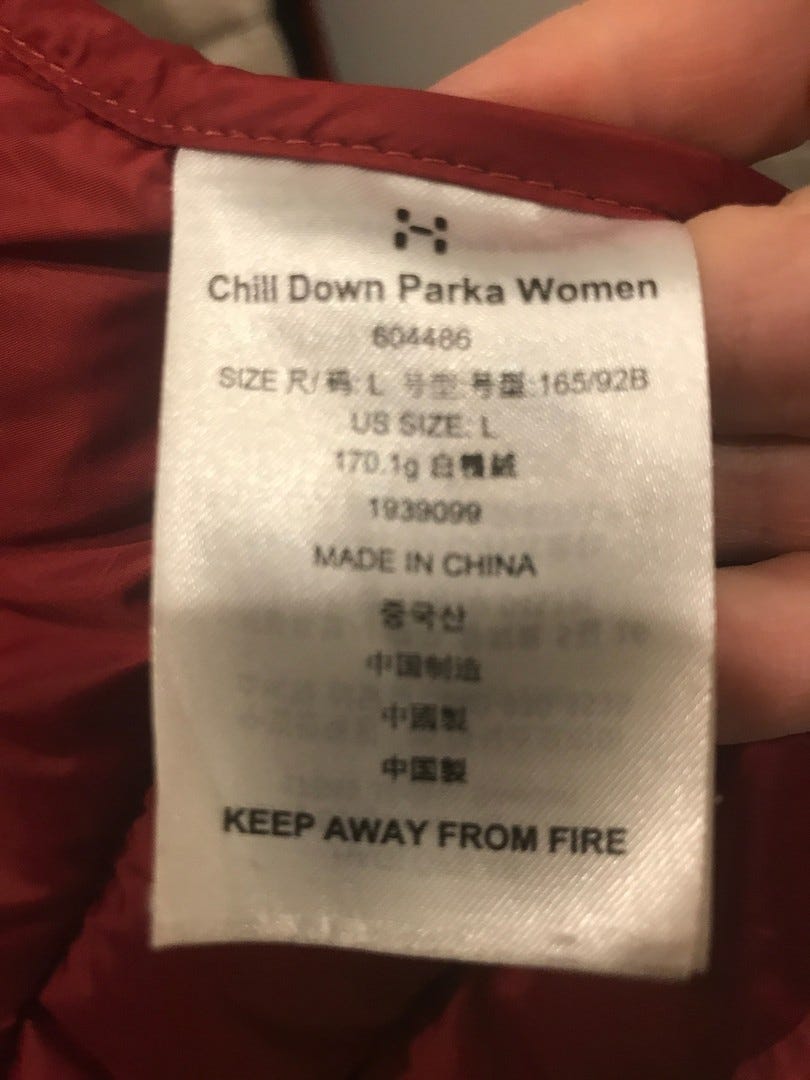 Chill Down Parka Women
604486
SIZE 尺/码: L 号型 号型:165/92B
US SIZE: L
170.1g 白鴨絨
1939099
MADE IN CHINA
중국산
中国制造
中國製
中国製
KEEP AWAY FROM FIRE